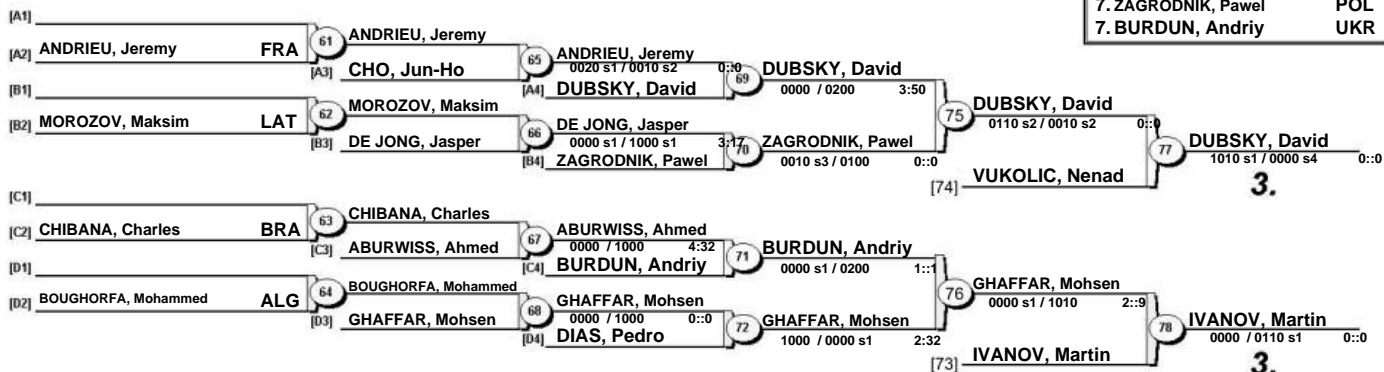 7. ZAGRODNIK, Pawel POL
7. BURDUN, Andriy UKR
[A1]
[A2] ANDRIEU, Jeremy FRA
61
ANDRIEU, Jeremy
[A3] CHO, Jun-Ho
65
ANDRIEU, Jeremy
0020 s1 / 0010 s2 0::0
[A4] DUBSKY, David
69
DUBSKY, David
0000 / 0200 3:50
[B1]
[B2] MOROZOV, Maksim LAT
62
MOROZOV, Maksim
[B3] DE JONG, Jasper
66
DE JONG, Jasper
0000 s1 / 1000 s1 3:17
[B4] ZAGRODNIK, Pawel
70
ZAGRODNIK, Pawel
0010 s3 / 0100 0::0
75
DUBSKY, David
0110 s2 / 0010 s2 0::0
[74] VUKOLIC, Nenad
77
DUBSKY, David
1010 s1 / 0000 s4 0::0
3.
[C1]
[C2] CHIBANA, Charles BRA
63
CHIBANA, Charles
[C3] ABURWISS, Ahmed
67
ABURWISS, Ahmed
0000 / 1000 4:32
[C4] BURDUN, Andriy
71
BURDUN, Andriy
0000 s1 / 0200 1::1
[D1]
[D2] BOUGHORFA, Mohammed ALG
64
BOUGHORFA, Mohammed
[D3] GHAFFAR, Mohsen
68
GHAFFAR, Mohsen
0000 / 1000 0::0
[D4] DIAS, Pedro
72
GHAFFAR, Mohsen
1000 / 0000 s1 2:32
76
GHAFFAR, Mohsen
0000 s1 / 1010 2::9
[73] IVANOV, Martin
78
IVANOV, Martin
0000 / 0110 s1 0::0
3.